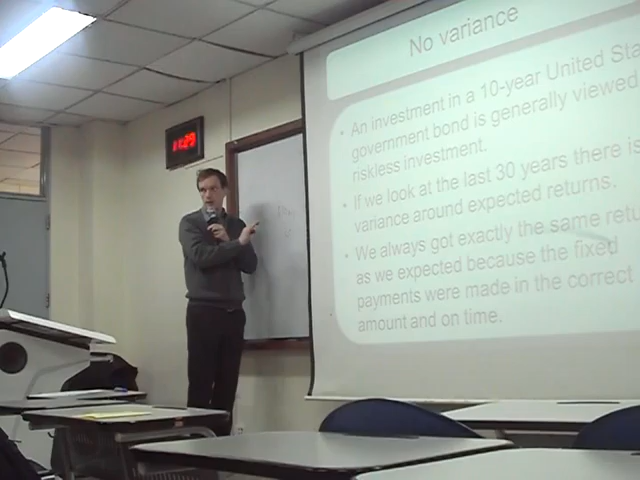 No variance
• An investment in a 10-year United Sta
government bond is generally viewed
riskless investment.
• If we look at the last 30 years there is
variance around expected returns.
• We always got exactly the same retu
as we expected because the fixed
payments were made in the correct
amount and on time.